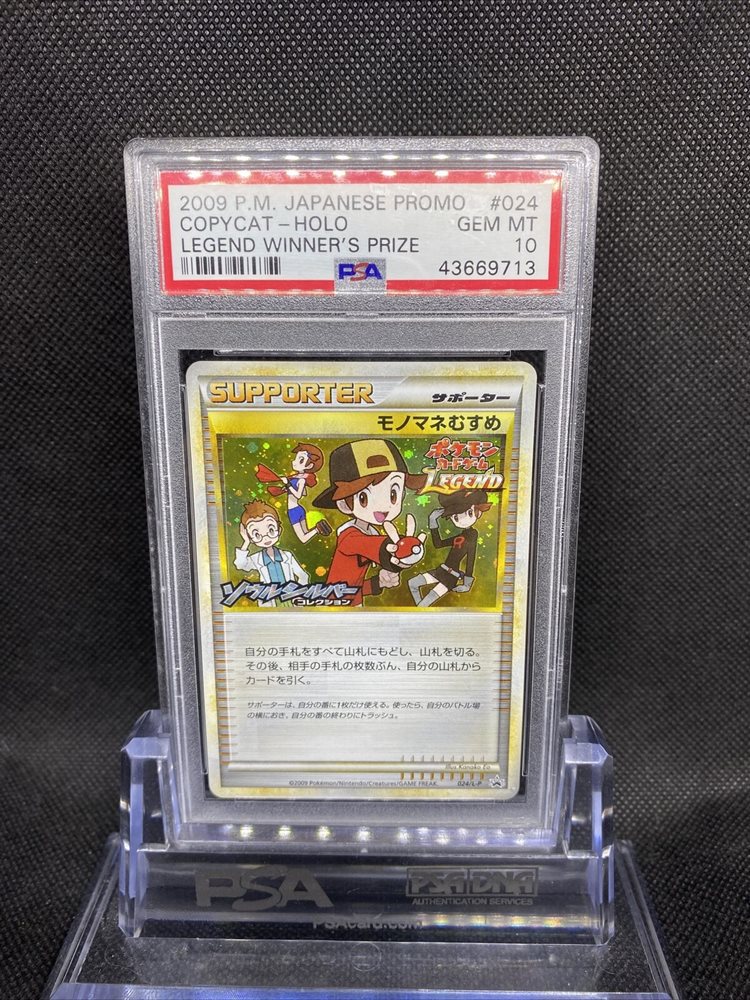 2009 P.M. JAPANESE PROMO #024
COPYCAT - HOLO GEM MT
LEGEND WINNER'S PRIZE 10
PSA 43669713
SUPPORTER サポーター
モノマネむすめ
ポケモン
カードゲーム
LEGEND
R
ソウルシルバー
コレクション
自分の手札をすべて山札にもどし、山札を切る。
その後、相手の手札の枚数ぶん、自分の山札から
カードを引く。
サポーターは、自分の番に1枚だけ使える。使ったら、自分のバトル場
の横におき、自分の番の終わりにトラッシュ。
Illus. Kanako Eo
©2009 Pokémon/Nintendo/Creatures/GAME FREAK. 024/L-P
PSA PSA/DNA
AUTHENTICATION SERVICES
PSAcard.com